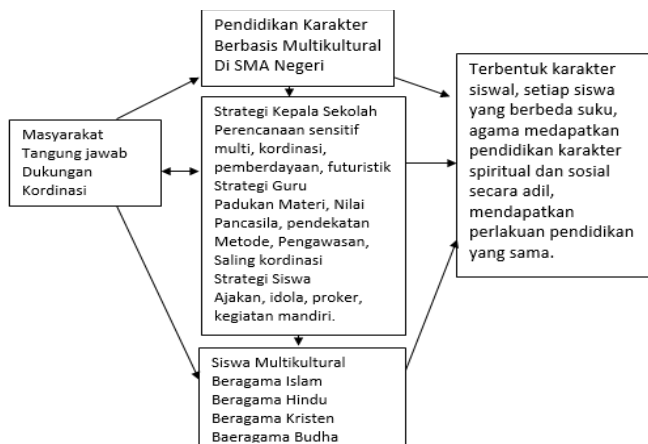 Pendidikan Karakter
Berbasis Multikultural
Di SMA Negeri
Masyarakat
Tangung jawab
Dukungan
Kordinasi
Strategi Kepala Sekolah
Perencanaan sensitif
multi, kordinasi,
pemberdayaan, futuristik
Strategi Guru
Padukan Materi, Nilai
Pancasila, pendekatan
Metode, Pengawasan,
Saling kordinasi
Strategi Siswa
Ajakan, idola, proker,
kegiatan mandiri.
Siswa Multikultural
Beragama Islam
Beragama Hindu
Beragama Kristen
Baeragama Budha
Terbentuk karakter
siswal, setiap siswa
yang berbeda suku,
agama medapatkan
pendidikan karakter
spiritual dan sosial
secara adil,
mendapatkan
perlakuan pendidikan
yang sama.